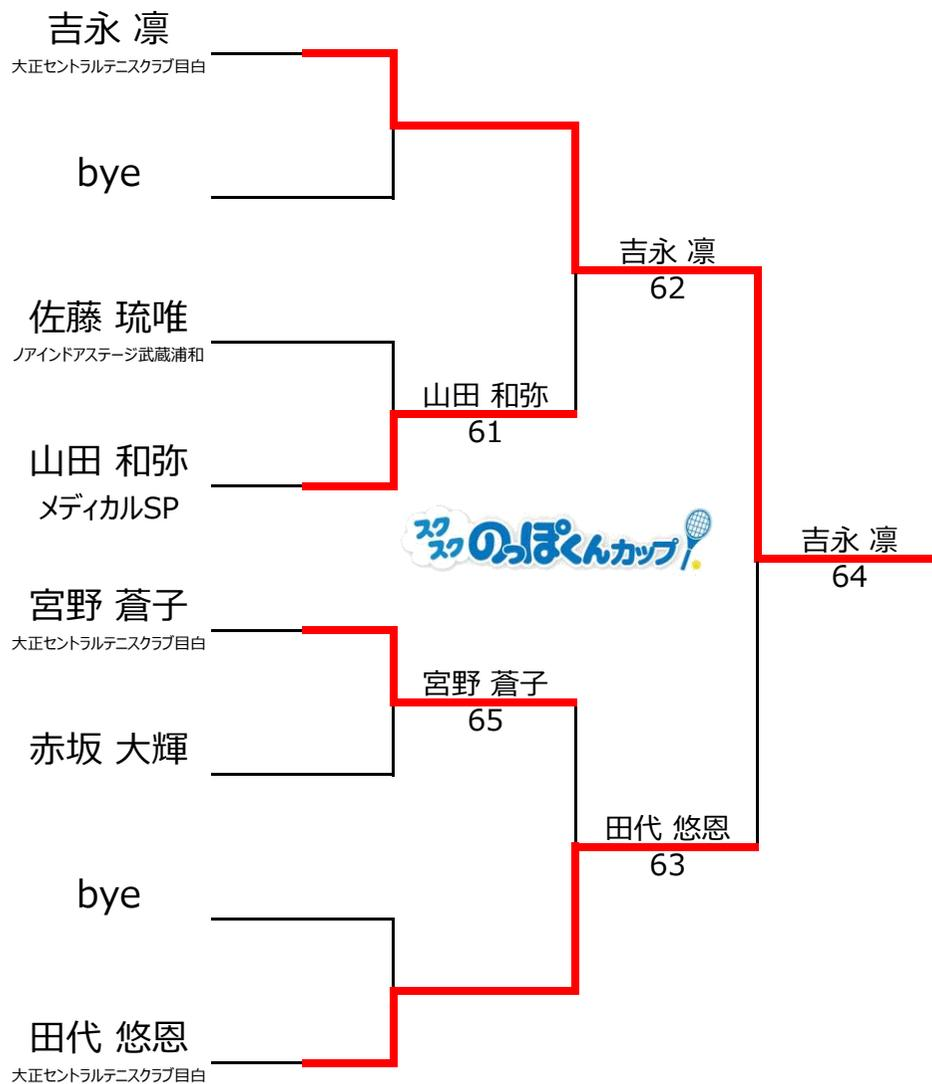 吉永 凛
大正セントラルテニスクラブ目白
bye
佐藤 琉唯
ノアインドアステージ武蔵浦和
山田 和弥
メディカルSP
宮野 蒼子
大正セントラルテニスクラブ目白
赤坂 大輝
bye
田代 悠恩
大正セントラルテニスクラブ目白
山田 和弥
61
宮野 蒼子
65
吉永 凛
62
スク
スク のっぽくんカップ
田代 悠恩
63
吉永 凛
64